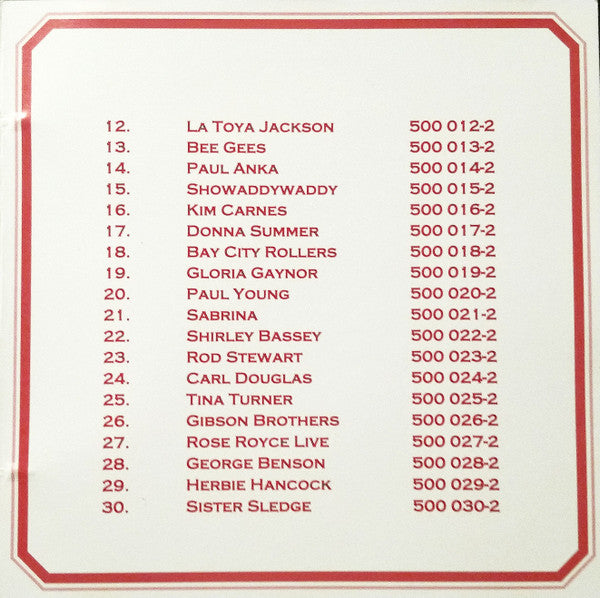 12. La Toya Jackson 500 012-2
13. Bee Gees 500 013-2
14. Paul Anka 500 014-2
15. Showaddywaddy 500 015-2
16. Kim Carnes 500 016-2
17. Donna Summer 500 017-2
18. Bay City Rollers 500 018-2
19. Gloria Gaynor 500 019-2
20. Paul Young 500 020-2
21. Sabrina 500 021-2
22. Shirley Bassey 500 022-2
23. Rod Stewart 500 023-2
24. Carl Douglas 500 024-2
25. Tina Turner 500 025-2
26. Gibson Brothers 500 026-2
27. Rose Royce Live 500 027-2
28. George Benson 500 028-2
29. Herbie Hancock 500 029-2
30. Sister Sledge 500 030-2